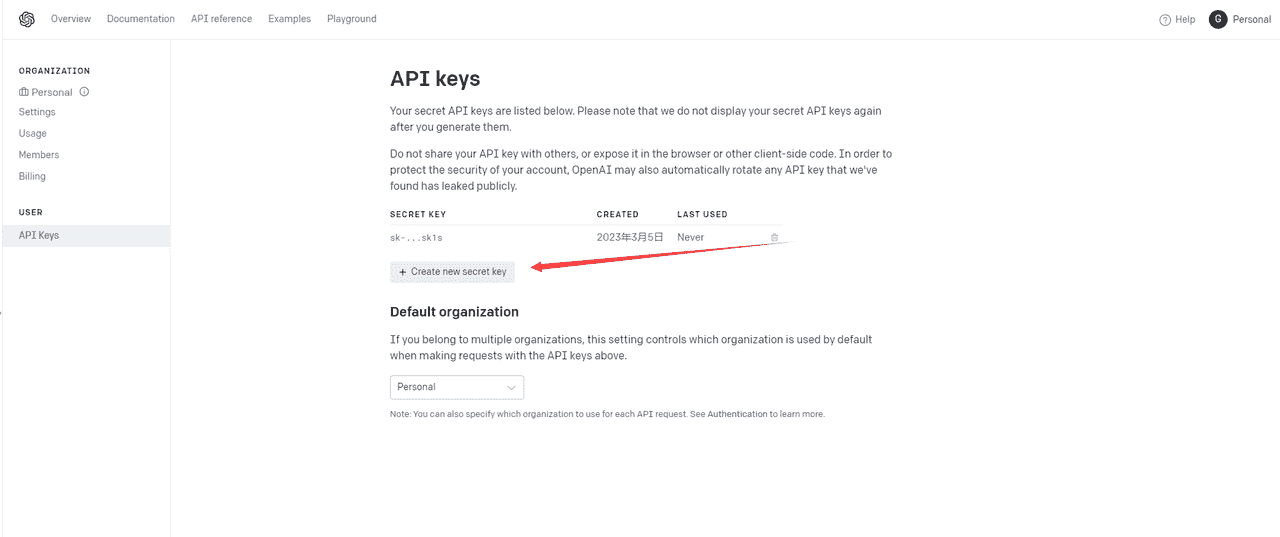 Overview Documentation API reference Examples Playground Help G Personal
ORGANIZATION
Personal
Settings
Usage
Members
Billing
USER
API Keys
API keys
Your secret API keys are listed below. Please note that we do not display your secret API keys again
after you generate them.
Do not share your API key with others, or expose it in the browser or other client-side code. In order to
protect the security of your account, OpenAI may also automatically rotate any API key that we've
found has leaked publicly.
SECRET KEY CREATED LAST USED
sk-...sk1s 2023年3月5日 Never
+ Create new secret key
Default organization
If you belong to multiple organizations, this setting controls which organization is used by default
when making requests with the API keys above.
Personal
Note: You can also specify which organization to use for each API request. See Authentication to learn more.